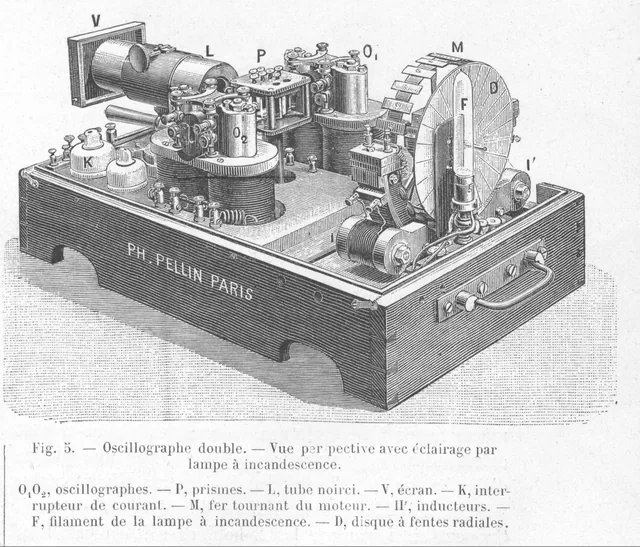 V L P O₁ M
F D
O₂
K
I'
I
PH. PELLIN PARIS
Fig. 5. — Oscillographe double. — Vue per pective avec éclairage par
lampe à incandescence.
O₁O₂, oscillographes. — P, prismes. — L, tube noirci. — V, écran. — K, inter-
rupteur de courant. — M, fer tournant du moteur. — II', inducteurs. —
F, filament de la lampe à incandescence. — D, disque à fentes radiales.